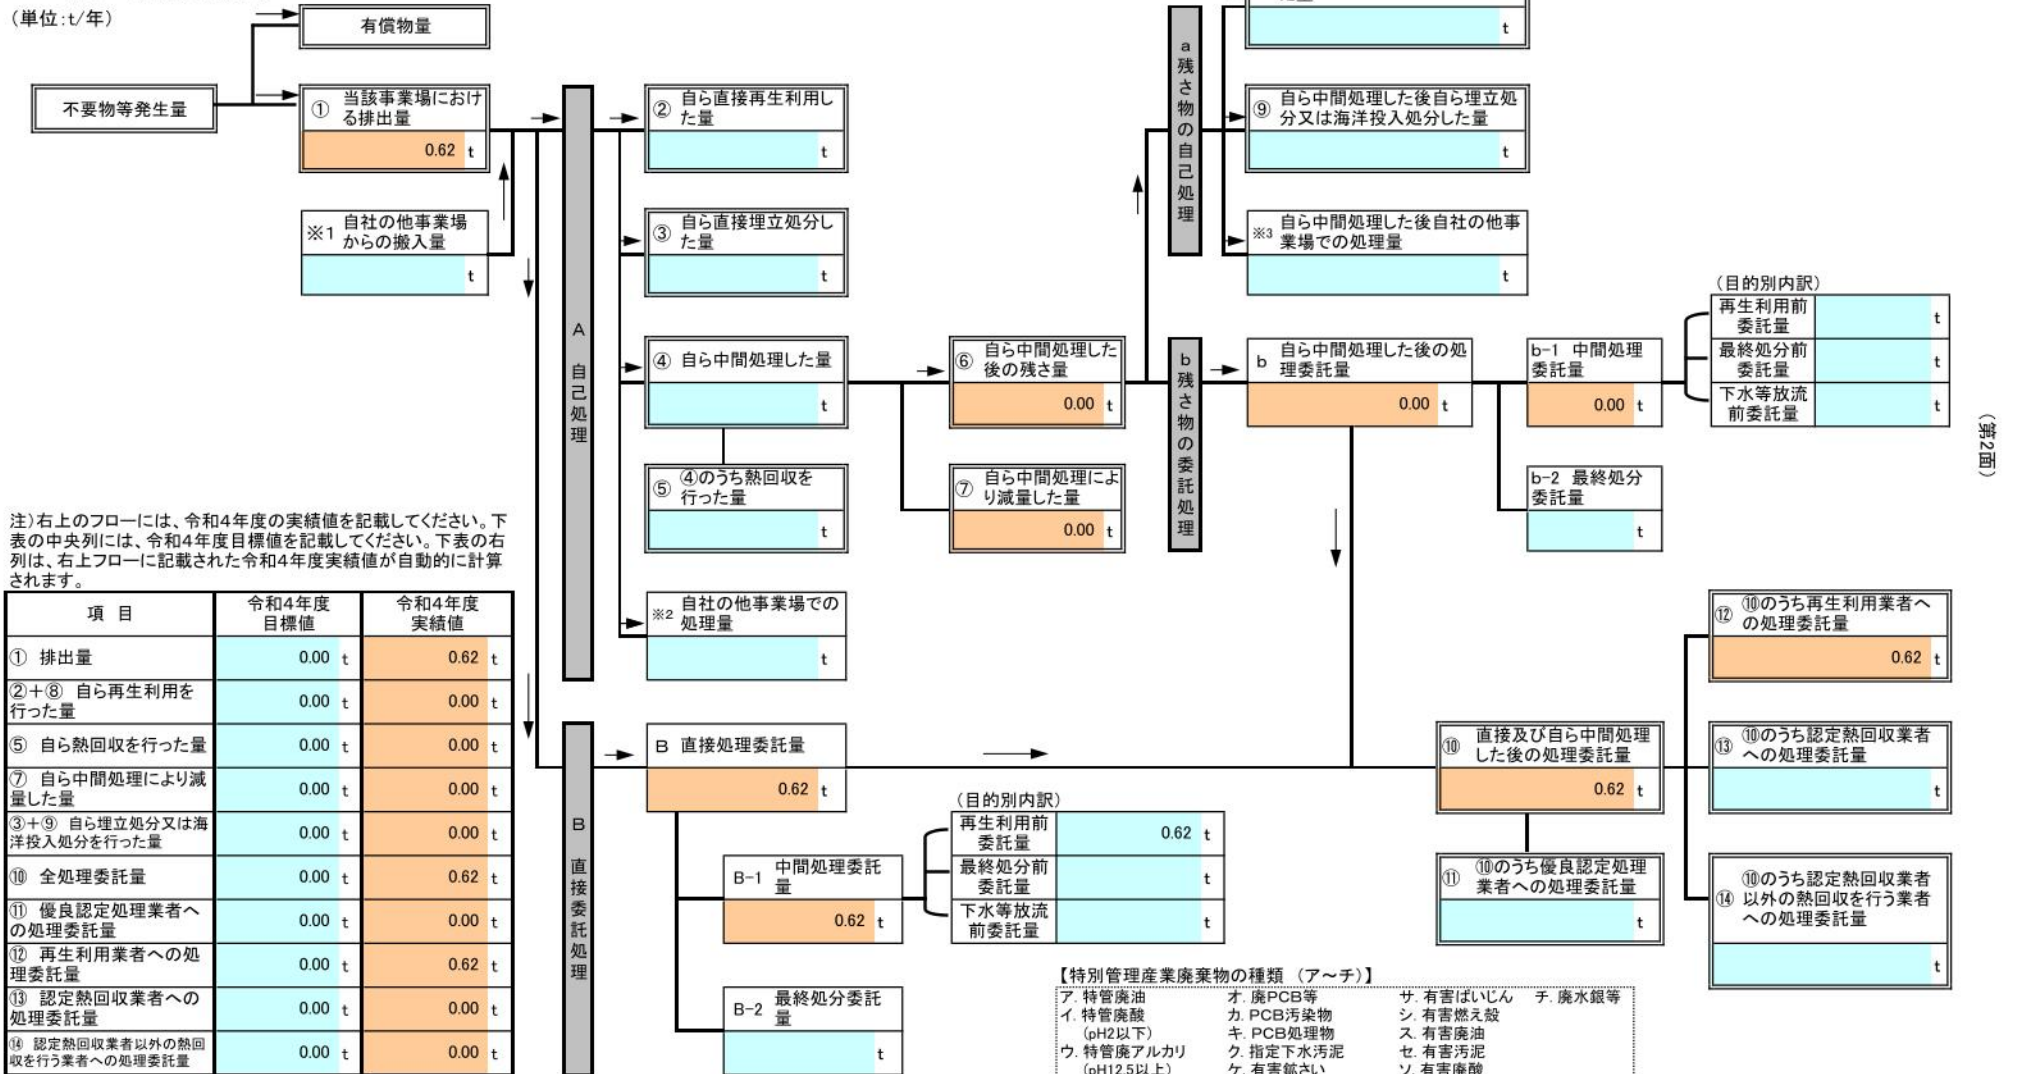 (単位:t/年)
有償物量
不要物等発生量
① 当該事業場におけ
る排出量
0.62 t
※1 自社の他事業場
からの搬入量
t
A 自己処理
② 自ら直接再生利用し
た量
t
③ 自ら直接埋立処分し
た量
t
④ 自ら中間処理した量
t
⑤ ④のうち熱回収を
行った量
t
※2 自社の他事業場での
処理量
t
⑥ 自ら中間処理した
後の残さ量
0.00 t
⑦ 自ら中間処理によ
り減量した量
0.00 t
a 残さ物の自己処理
t
⑨ 自ら中間処理した後自ら埋立処
分又は海洋投入処分した量
t
※3 自ら中間処理した後自社の他事
業場での処理量
t
b 残さ物の委託処理
b 自ら中間処理した後の処
理委託量
0.00 t
b-1 中間処理
委託量
0.00 t
b-2 最終処分
委託量
t
(目的別内訳)
再生利用前
委託量
t
最終処分前
委託量
t
下水等放流
前委託量
t
(第2面)
注)右上のフローには、令和4年度の実績値を記載してください。下
表の中央列には、令和4年度目標値を記載してください。下表の右
列は、右上フローに記載された令和4年度実績値が自動的に計算
されます。
項 目
令和4年度
目標値
令和4年度
実績値
① 排出量
0.00 t
0.62 t
②+⑧ 自ら再生利用を
行った量
0.00 t
0.00 t
⑤ 自ら熱回収を行った量
0.00 t
0.00 t
⑦ 自ら中間処理により減
量した量
0.00 t
0.00 t
③+⑨ 自ら埋立処分又は海
洋投入処分を行った量
0.00 t
0.00 t
⑩ 全処理委託量
0.00 t
0.62 t
⑪ 優良認定処理業者へ
の処理委託量
0.00 t
0.00 t
⑫ 再生利用業者への処
理委託量
0.00 t
0.62 t
⑬ 認定熱回収業者への
処理委託量
0.00 t
0.00 t
⑭ 認定熱回収業者以外の熱回
収を行う業者への処理委託量
0.00 t
0.00 t
B 直接委託処理
B 直接処理委託量
0.62 t
B-1 中間処理委託
量
0.62 t
B-2 最終処分委託
量
t
(目的別内訳)
再生利用前
委託量
0.62 t
最終処分前
委託量
t
下水等放流
前委託量
t
⑩ 直接及び自ら中間処理
した後の処理委託量
0.62 t
⑪ ⑩のうち優良認定処理
業者への処理委託量
t
⑫ ⑩のうち再生利用業者へ
の処理委託量
0.62 t
⑬ ⑩のうち認定熱回収業者
への処理委託量
t
⑭ ⑩のうち認定熱回収業者
以外の熱回収を行う業者
への処理委託量
t
【特別管理産業廃棄物の種類 (ア~チ)】
ア. 特管廃油 オ. 廃PCB等 サ. 有害ばいじん チ. 廃水銀等
イ. 特管廃酸 カ. PCB汚染物 シ. 有害燃え殻
(pH2以下) キ. PCB処理物 ス. 有害廃油
ウ. 特管廃アルカリ ク. 指定下水汚泥 セ. 有害汚泥
(pH12.5以上) ケ. 有害鉱さい ソ. 有害廃酸